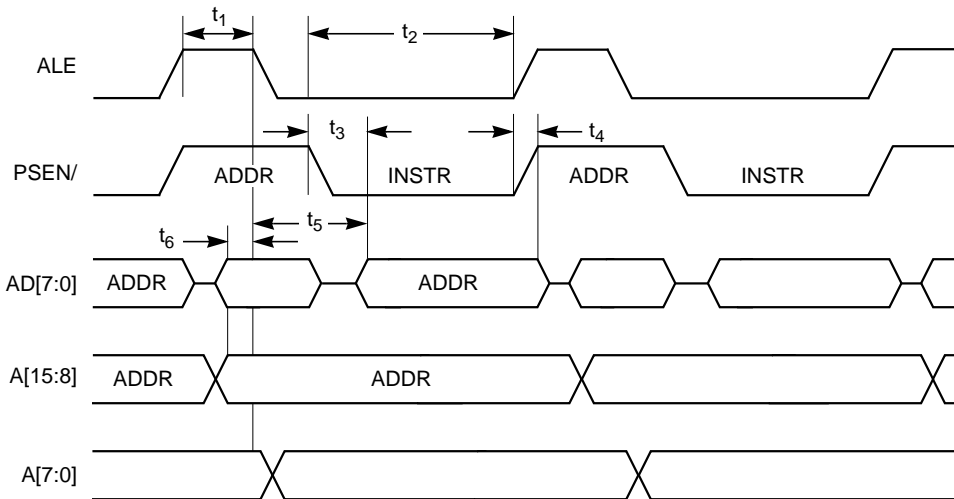 t1
t2
ALE
t3
t4
PSEN/
ADDR
INSTR
ADDR
INSTR
t5
t6
AD[7:0]
ADDR
ADDR
A[15:8]
ADDR
ADDR
A[7:0]